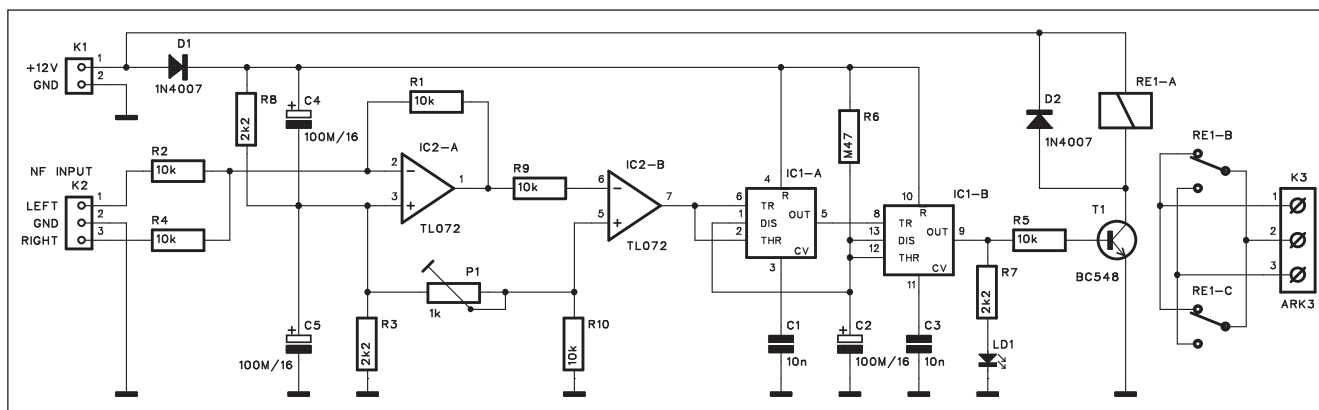 K1
+12V
1
GND
2
D1
1N4007
R8
2k2
C4
+
100M/16
R1
10k
R2
10k
NF INPUT
K2
LEFT
1
GND
2
RIGHT
3
R4
10k
IC2-A
2
3
1
TL072
R9
10k
IC2-B
6
5
7
TL072
P1
1k
R3
2k2
C5
+
100M/16
R10
10k
IC1-A
4
R
6
TR
1
DIS
2
THR
OUT
5
CV
3
C1
10n
R6
M47
C2
+
100M/16
IC1-B
10
R
8
TR
13
DIS
12
THR
OUT
9
CV
11
C3
10n
R5
10k
R7
2k2
LD1
D2
1N4007
RE1-A
T1
BC548
RE1-B
RE1-C
K3
1
2
3
ARK3